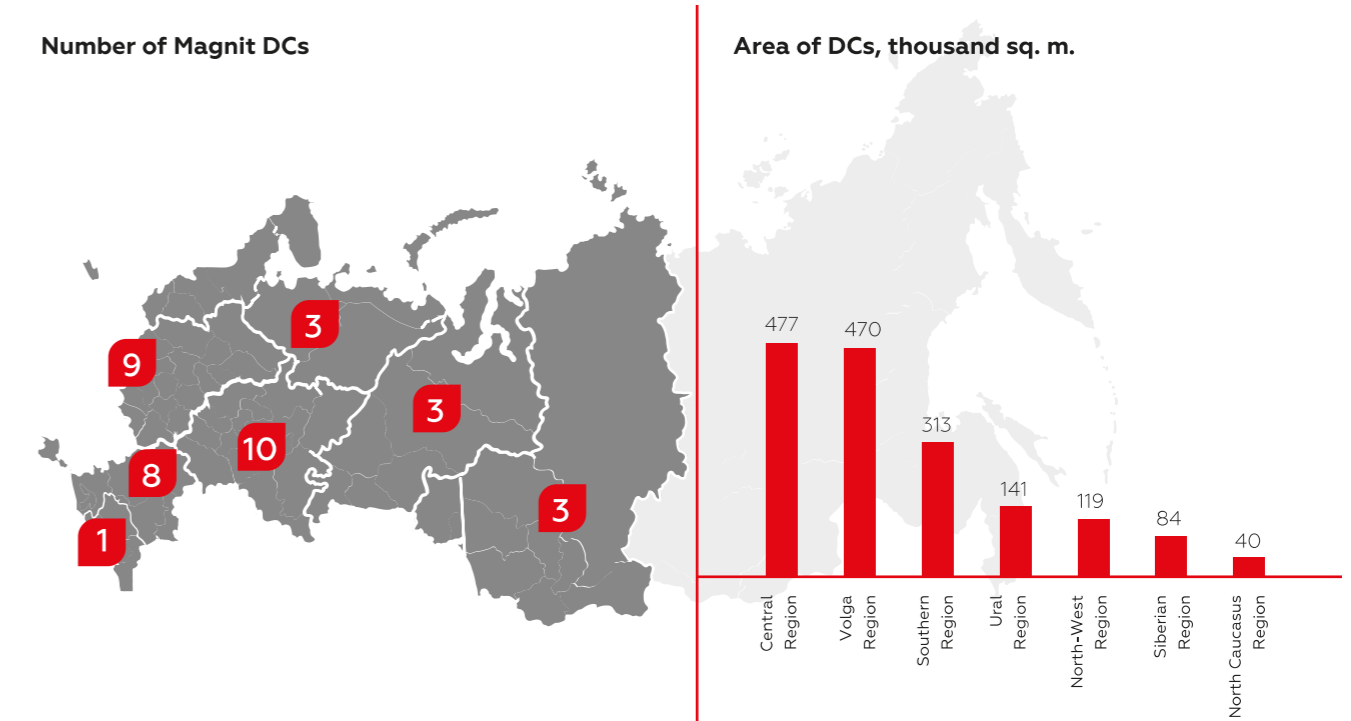 Number of Magnit DCs
3
9
3
10
8
3
1
Area of DCs, thousand sq. m.
477
470
313
141
119
84
40
Central
Region
Volga
Region
Southern
Region
Ural
Region
North-West
Region
Siberian
Region
North Caucasus
Region